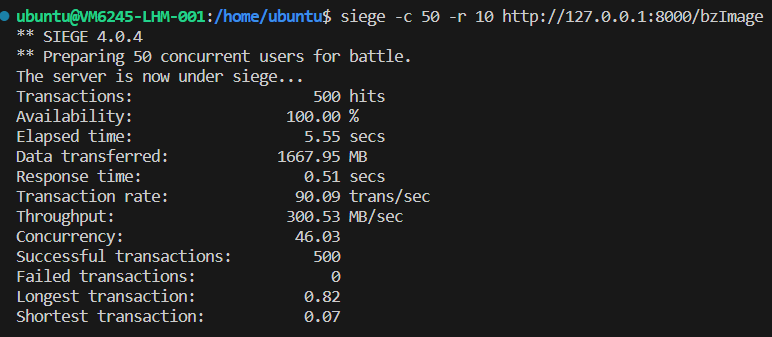 ubuntu@VM6245-LHM-001:/home/ubuntu$ siege -c 50 -r 10 http://127.0.0.1:8000/bzImage
** SIEGE 4.0.4
** Preparing 50 concurrent users for battle.
The server is now under siege...
Transactions: 500 hits
Availability: 100.00 %
Elapsed time: 5.55 secs
Data transferred: 1667.95 MB
Response time: 0.51 secs
Transaction rate: 90.09 trans/sec
Throughput: 300.53 MB/sec
Concurrency: 46.03
Successful transactions: 500
Failed transactions: 0
Longest transaction: 0.82
Shortest transaction: 0.07